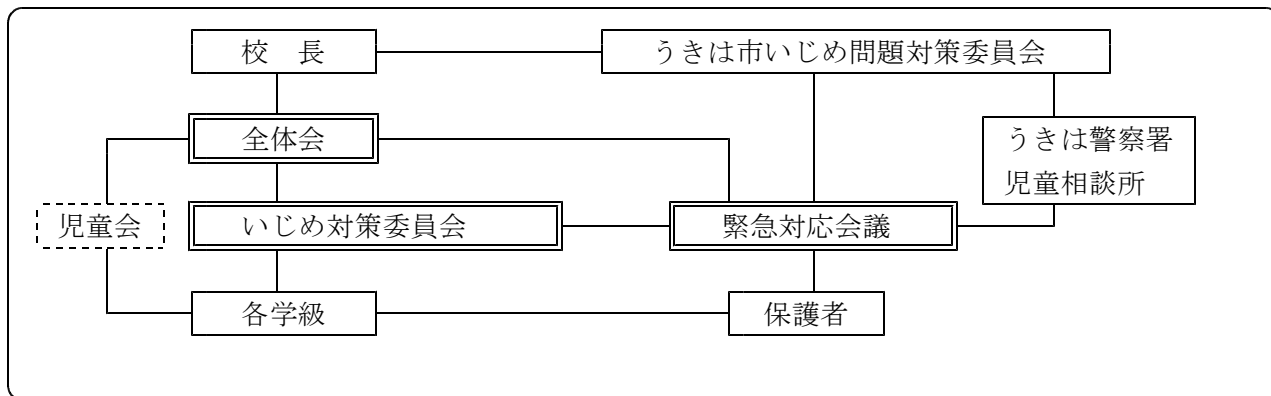 校　長
うきは市いじめ問題対策委員会
全体会
うきは警察署
児童相談所
児童会
いじめ対策委員会
緊急対応会議
各学級
保護者